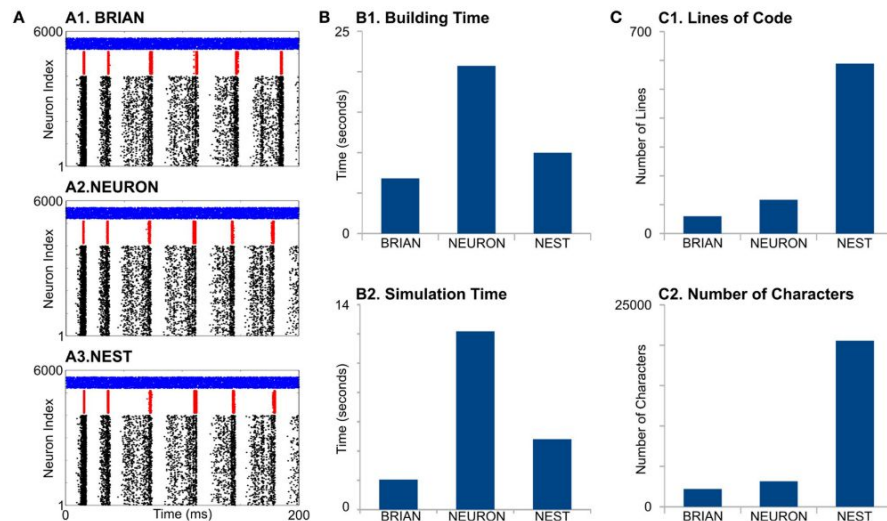 A
A1. BRIAN
6000
Neuron Index
1
A2.NEURON
6000
Neuron Index
1
A3.NEST
6000
Neuron Index
1
0
Time (ms)
200
B
B1. Building Time
25
Time (seconds)
0
BRIAN
NEURON
NEST
B2. Simulation Time
14
Time (seconds)
0
BRIAN
NEURON
NEST
C
C1. Lines of Code
700
Number of Lines
0
BRIAN
NEURON
NEST
C2. Number of Characters
25000
Number of Characters
0
BRIAN
NEURON
NEST